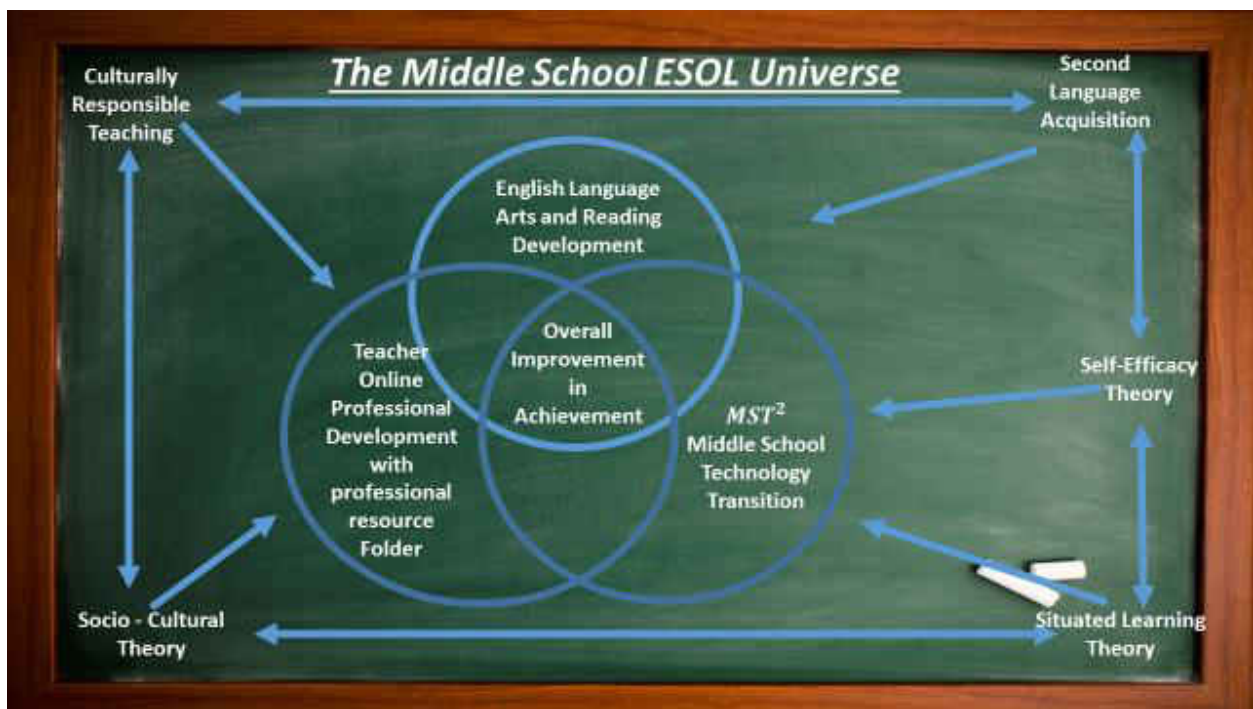 The Middle School ESOL Universe
Culturally
Responsible
Teaching
Second
Language
Acquisition
English Language
Arts and Reading
Development
Overall
Improvement
in
Achievement
Teacher
Online
Professional
Development
with
professional
resource
Folder
MST²
Middle School
Technology
Transition
Self-Efficacy
Theory
Socio - Cultural
Theory
Situated Learning
Theory